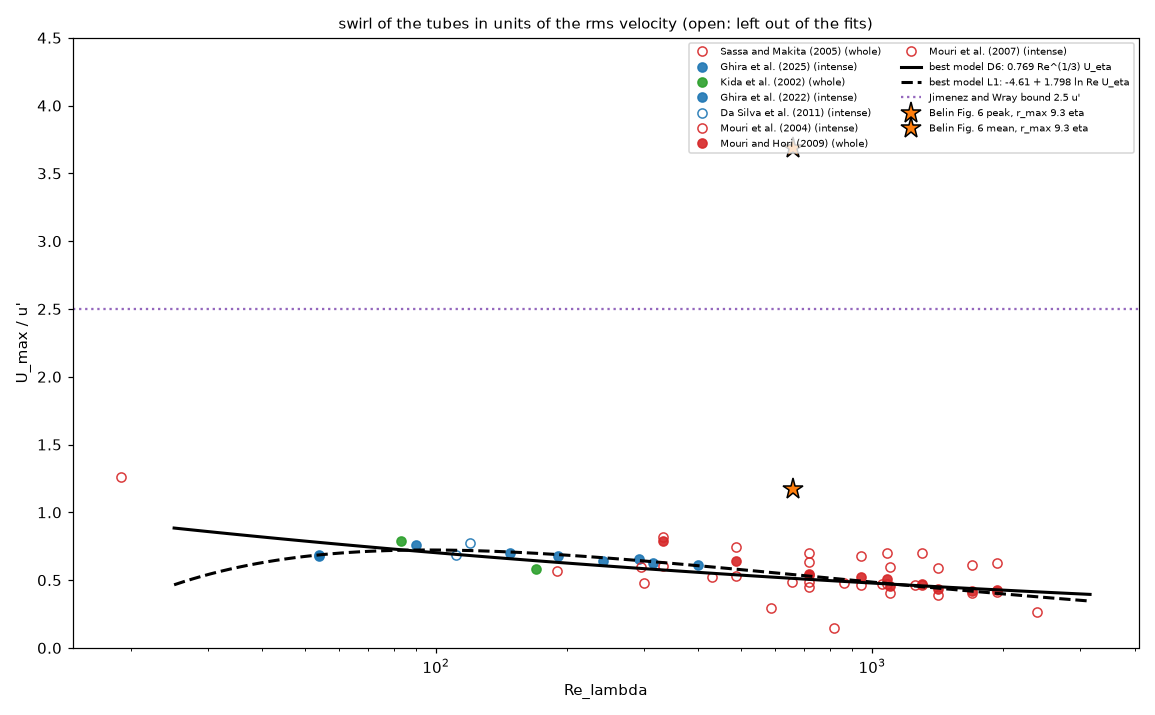 swirl of the tubes in units of the rms velocity (open: left out of the fits)
Sassa and Makita (2005) (whole)
Ghira et al. (2025) (intense)
Kida et al. (2002) (whole)
Ghira et al. (2022) (intense)
Da Silva et al. (2011) (intense)
Mouri et al. (2004) (intense)
Mouri and Hori (2009) (whole)
Mouri et al. (2007) (intense)
best model D6: 0.769 Re^(1/3) U_eta
best model L1: -4.61 + 1.798 ln Re U_eta
Jimenez and Wray bound 2.5 u'
Belin Fig. 6 peak, r_max 9.3 eta
Belin Fig. 6 mean, r_max 9.3 eta
U_max / u'
4.5
4.0
3.5
3.0
2.5
2.0
1.5
1.0
0.5
0.0
10^2
10^3
Re_lambda